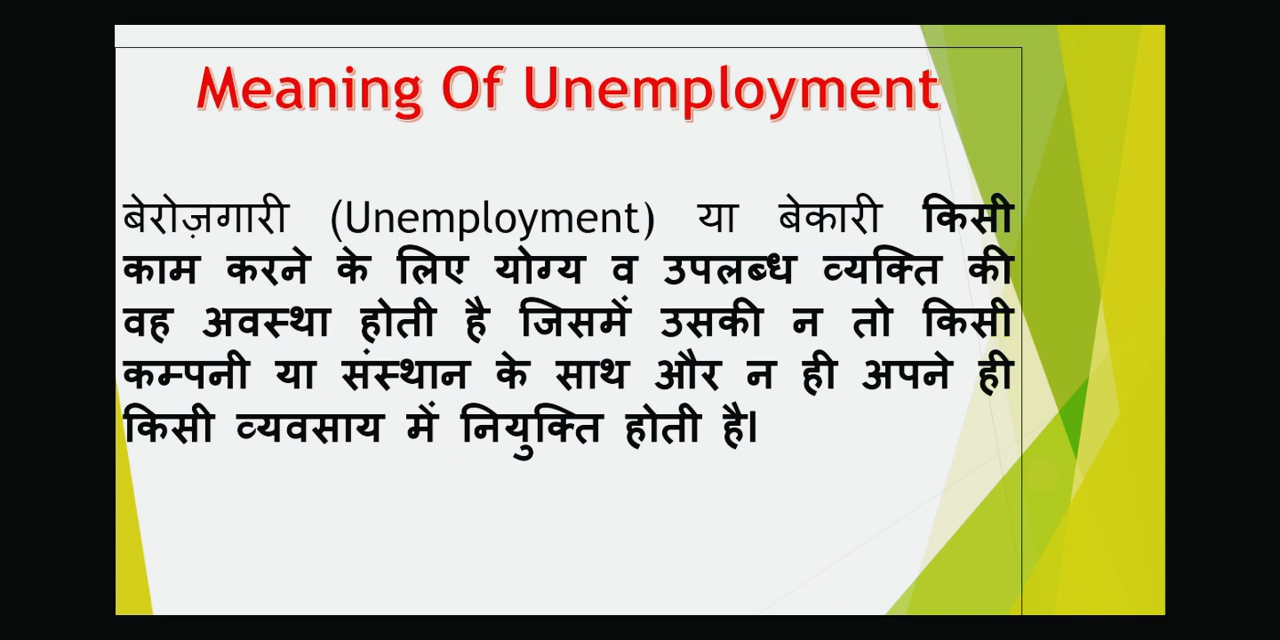 Meaning Of Unemployment
बेरोज़गारी (Unemployment) या बेकारी किसी
काम करने के लिए योग्य व उपलब्ध व्यक्ति की
वह अवस्था होती है जिसमें उसकी न तो किसी
कम्पनी या संस्थान के साथ और न ही अपने ही
किसी व्यवसाय में नियुक्ति होती है।